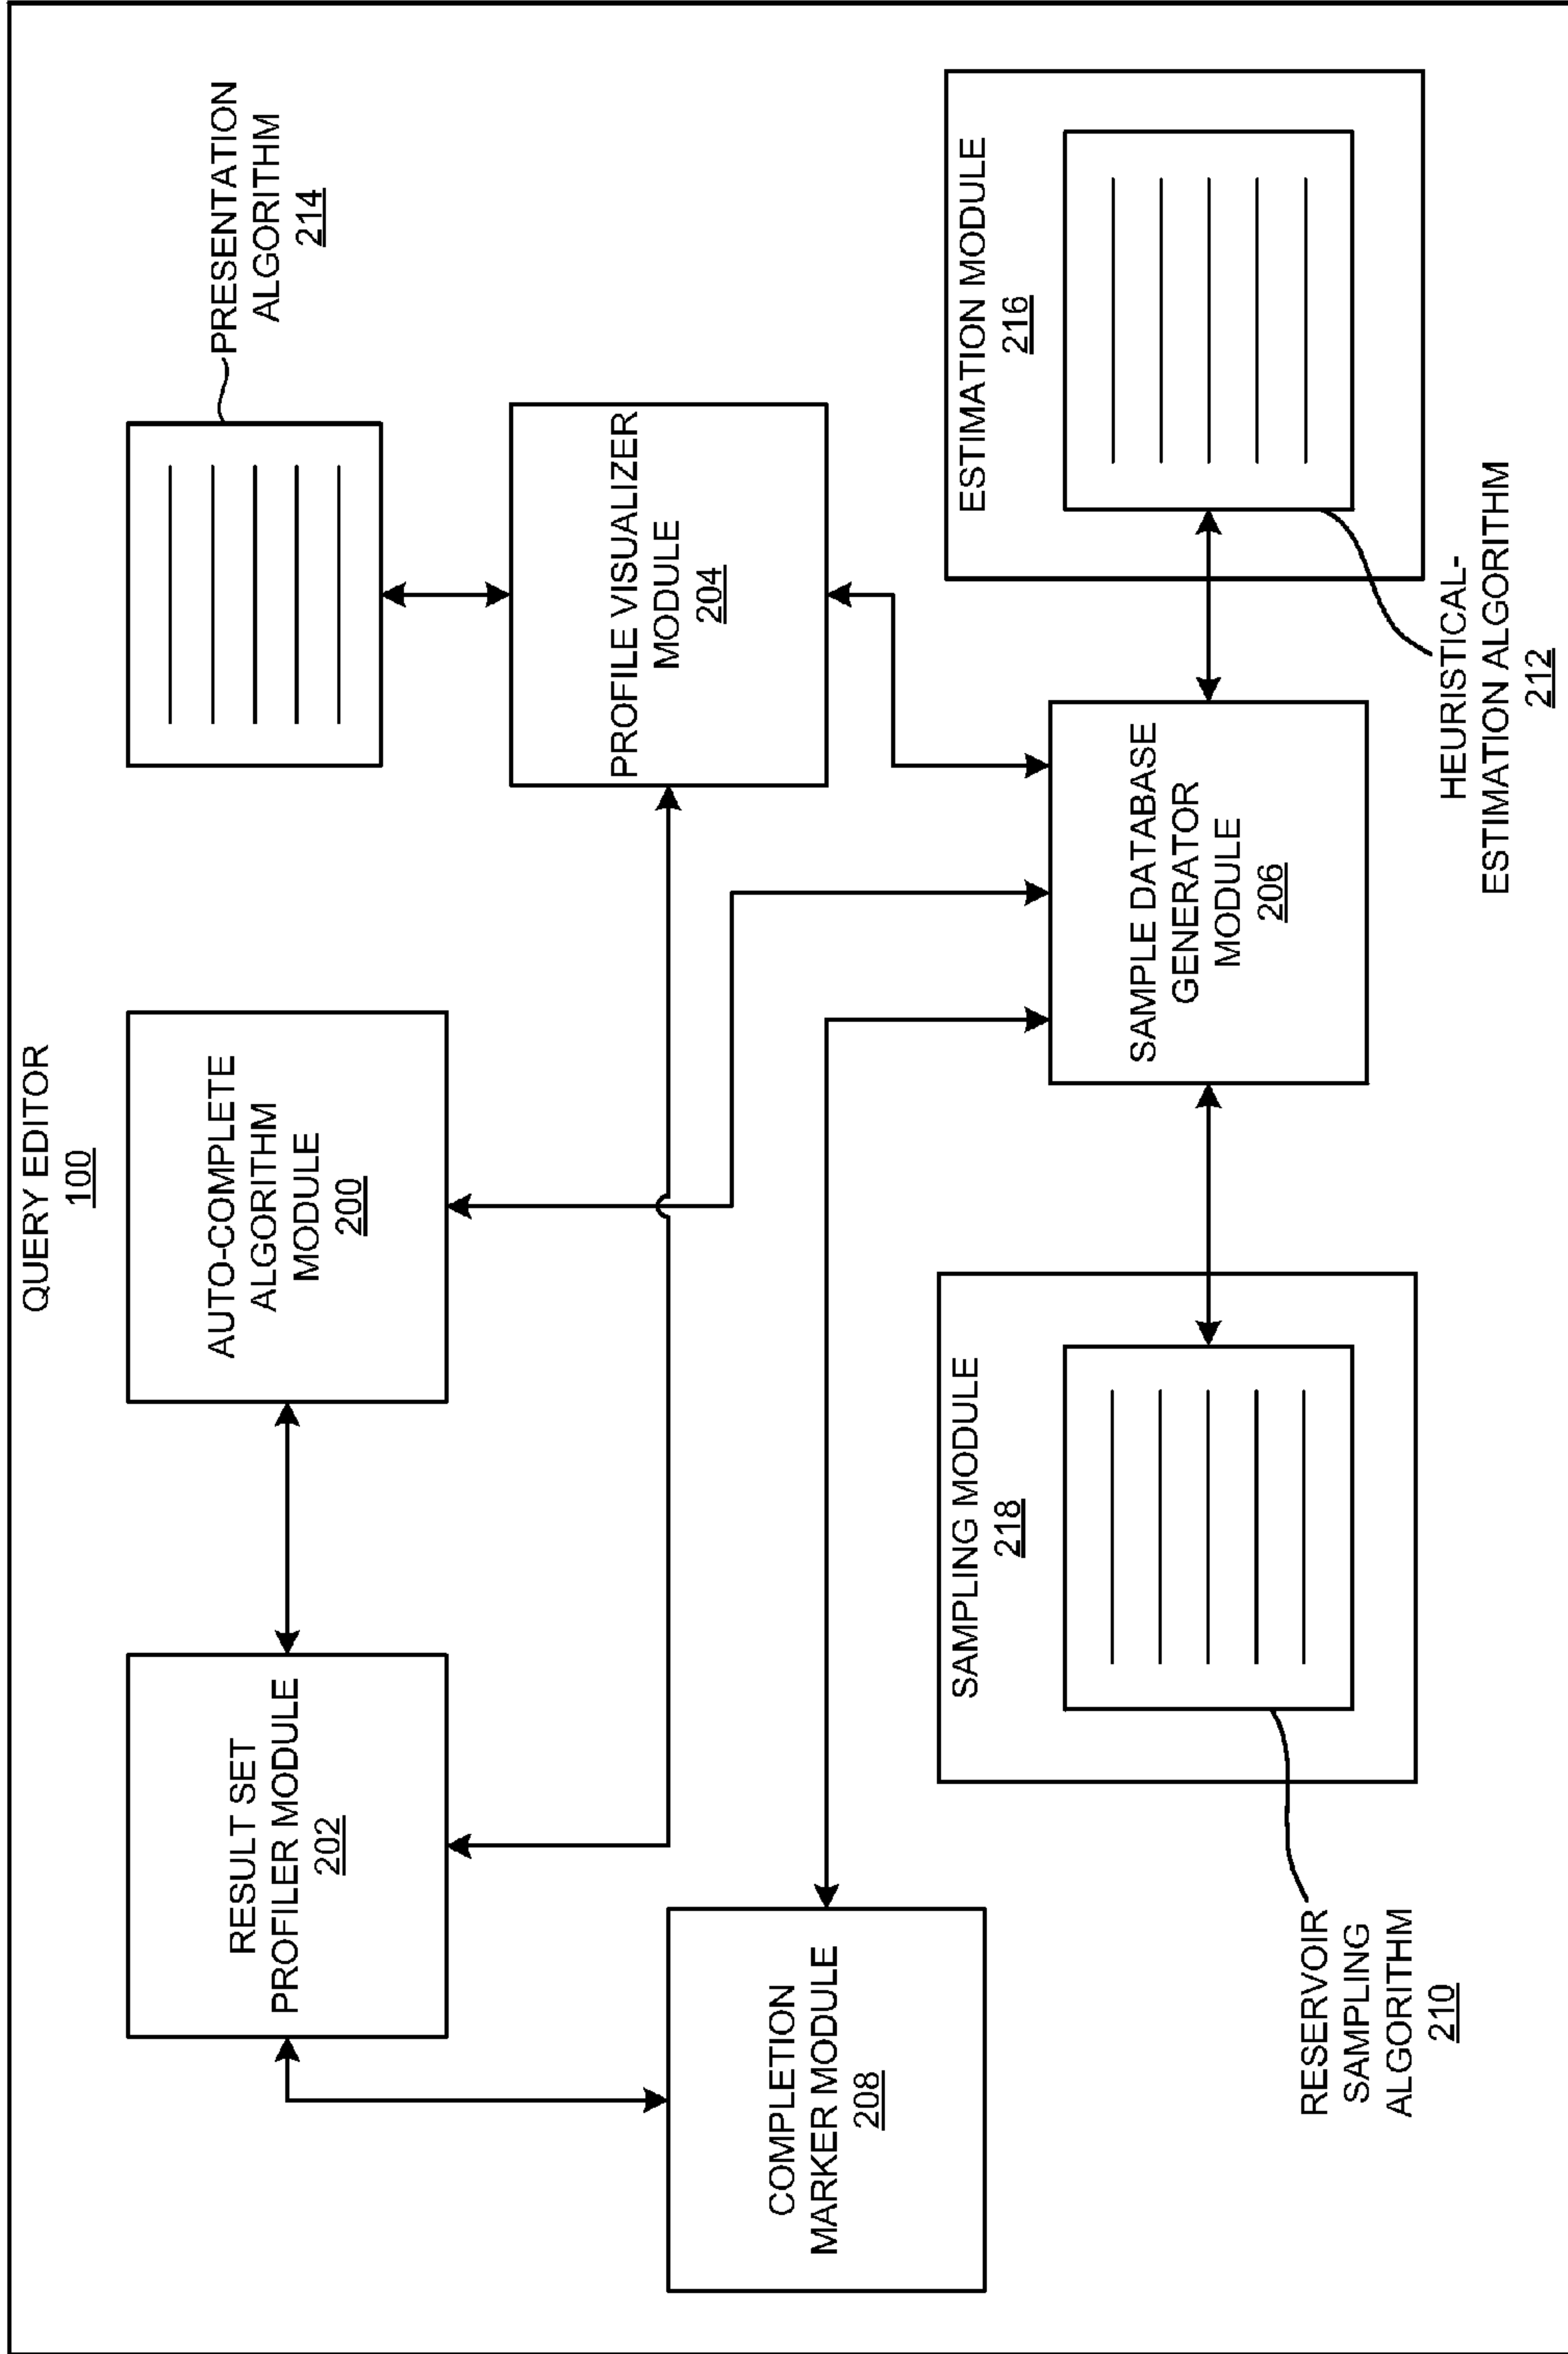 QUERY EDITOR
100
RESULT SET
PROFILER MODULE
202
AUTO-COMPLETE
ALGORITHM
MODULE
200
PRESENTATION
ALGORITHM
214
COMPLETION
MARKER MODULE
208
PROFILE VISUALIZER
MODULE
204
SAMPLING MODULE
218
RESERVOIR
SAMPLING
ALGORITHM
210
SAMPLE DATABASE
GENERATOR
MODULE
206
ESTIMATION MODULE
216
HEURISTICAL-
ESTIMATION ALGORITHM
212